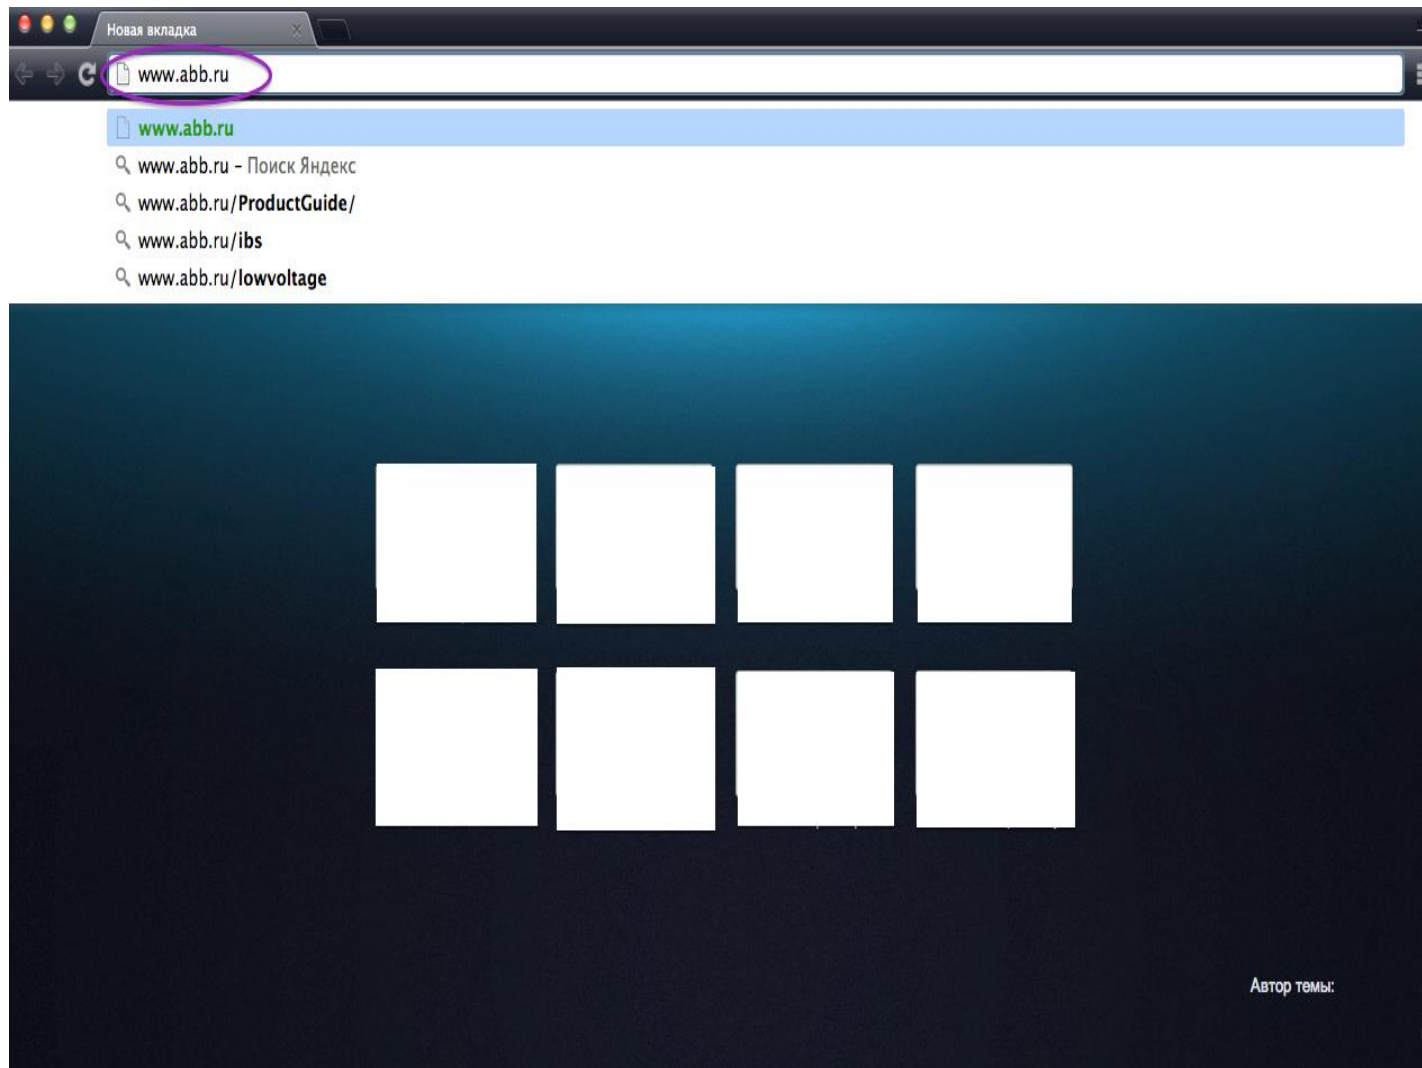 Новая вкладка
www.abb.ru
www.abb.ru
www.abb.ru – Поиск Яндекс
www.abb.ru/ProductGuide/
www.abb.ru/ibs
www.abb.ru/lowvoltage
Автор темы: